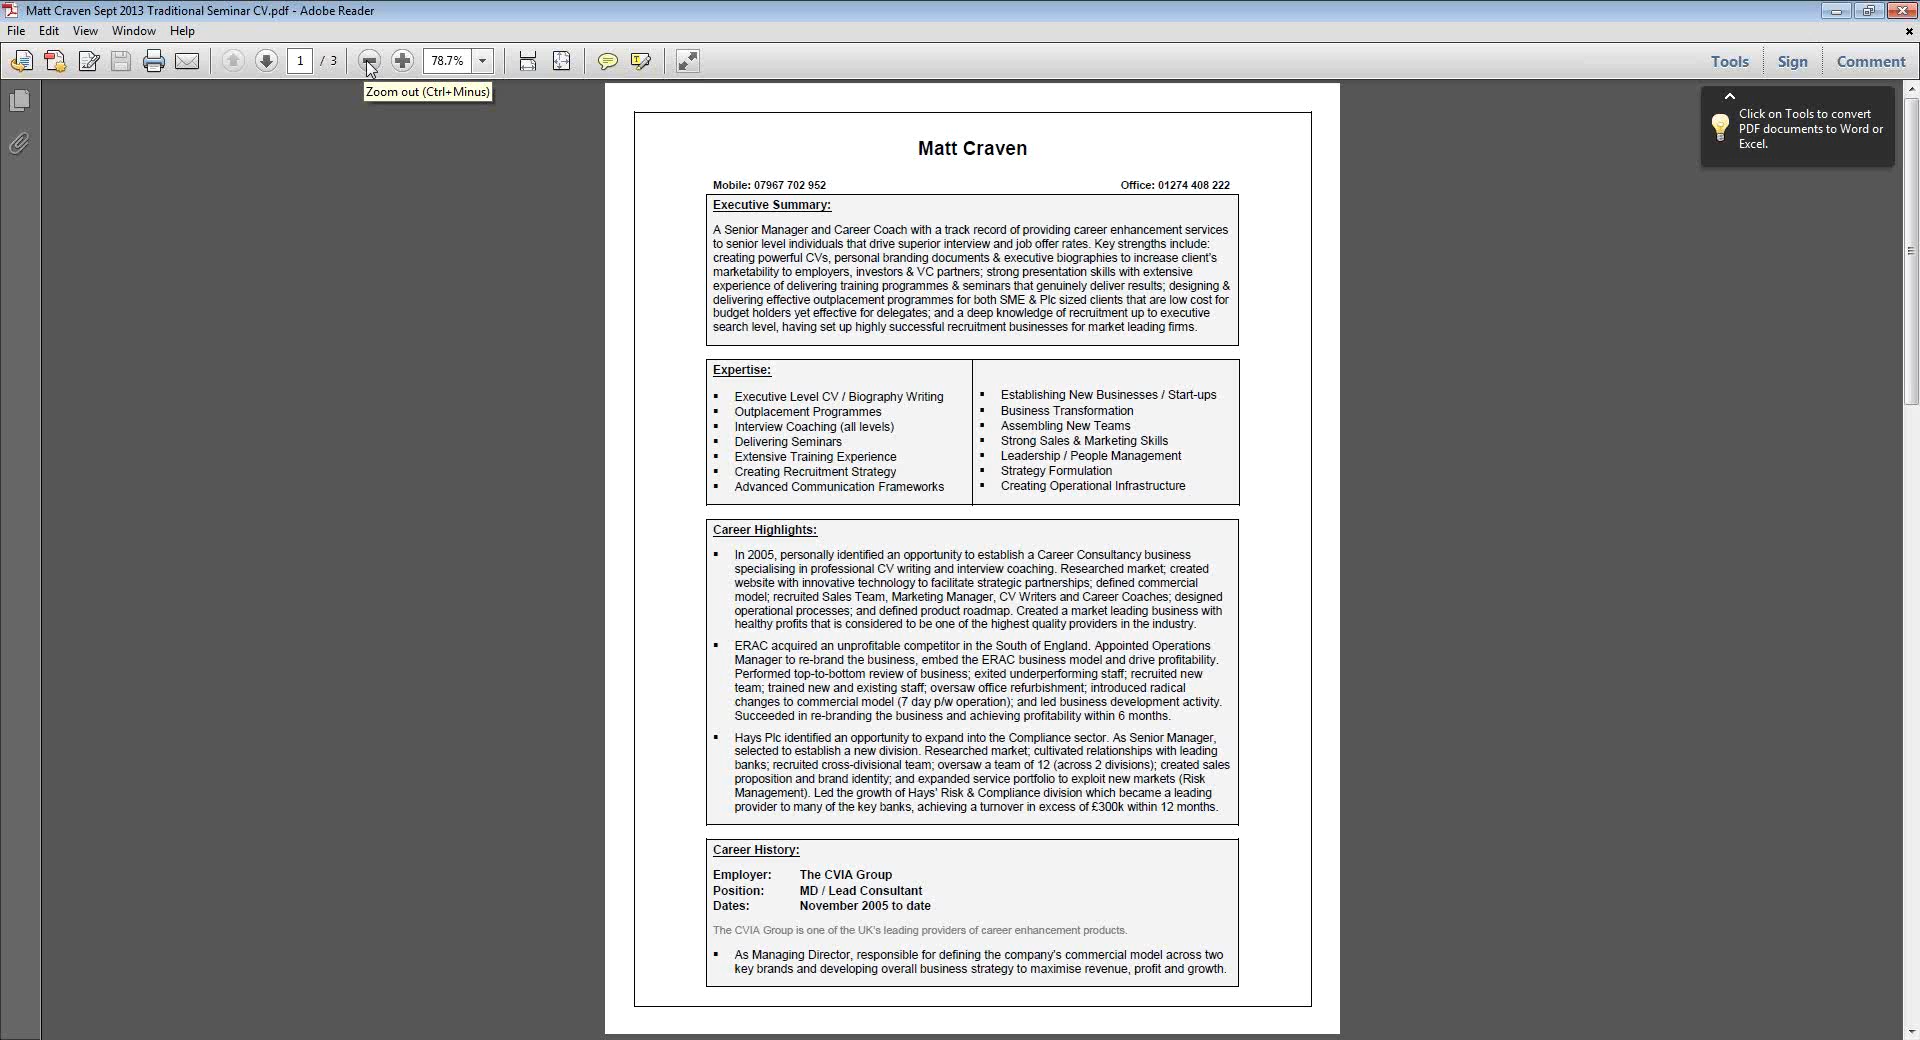 Matt Craven Sept 2013 Traditional Seminar CV.pdf - Adobe Reader
File Edit View Window Help
1 / 3 78.7% Tools Sign Comment
Zoom out (Ctrl+Minus)
Click on Tools to convert
PDF documents to Word or
Excel.
Matt Craven
Mobile: 07967 702 952 Office: 01274 408 222
Executive Summary:
A Senior Manager and Career Coach with a track record of providing career enhancement services
to senior level individuals that drive superior interview and job offer rates. Key strengths include:
creating powerful CVs, personal branding documents & executive biographies to increase client's
marketability to employers, investors & VC partners; strong presentation skills with extensive
experience of delivering training programmes & seminars that genuinely deliver results; designing &
delivering effective outplacement programmes for both SME & Plc sized clients that are low cost for
budget holders yet effective for delegates; and a deep knowledge of recruitment up to executive
search level, having set up highly successful recruitment businesses for market leading firms.
Expertise:
▪ Executive Level CV / Biography Writing
▪ Outplacement Programmes
▪ Interview Coaching (all levels)
▪ Delivering Seminars
▪ Extensive Training Experience
▪ Creating Recruitment Strategy
▪ Advanced Communication Frameworks
▪ Establishing New Businesses / Start-ups
▪ Business Transformation
▪ Assembling New Teams
▪ Strong Sales & Marketing Skills
▪ Leadership / People Management
▪ Strategy Formulation
▪ Creating Operational Infrastructure
Career Highlights:
▪ In 2005, personally identified an opportunity to establish a Career Consultancy business
specialising in professional CV writing and interview coaching. Researched market; created
website with innovative technology to facilitate strategic partnerships; defined commercial
model; recruited Sales Team, Marketing Manager, CV Writers and Career Coaches; designed
operational processes; and defined product roadmap. Created a market leading business with
healthy profits that is considered to be one of the highest quality providers in the industry.
▪ ERAC acquired an unprofitable competitor in the South of England. Appointed Operations
Manager to re-brand the business, embed the ERAC business model and drive profitability.
Performed top-to-bottom review of business; exited underperforming staff; recruited new
team; trained new and existing staff; oversaw office refurbishment; introduced radical
changes to commercial model (7 day p/w operation); and led business development activity.
Succeeded in re-branding the business and achieving profitability within 6 months.
▪ Hays Plc identified an opportunity to expand into the Compliance sector. As Senior Manager,
selected to establish a new division. Researched market; cultivated relationships with leading
banks; recruited cross-divisional team; oversaw a team of 12 (across 2 divisions); created sales
proposition and brand identity; and expanded service portfolio to exploit new markets (Risk
Management). Led the growth of Hays' Risk & Compliance division which became a leading
provider to many of the key banks, achieving a turnover in excess of £300k within 12 months.
Career History:
Employer: The CVIA Group
Position: MD / Lead Consultant
Dates: November 2005 to date
The CVIA Group is one of the UK's leading providers of career enhancement products.
▪ As Managing Director, responsible for defining the company's commercial model across two
key brands and developing overall business strategy to maximise revenue, profit and growth.